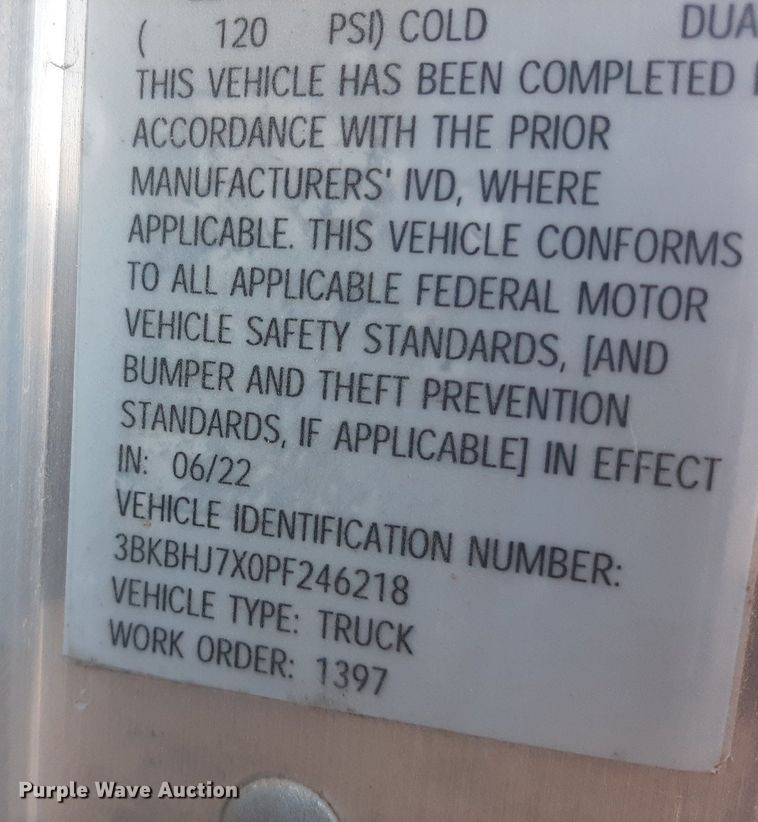 ( 120 PSI) COLD DUA
THIS VEHICLE HAS BEEN COMPLETED
ACCORDANCE WITH THE PRIOR
MANUFACTURERS' IVD, WHERE
APPLICABLE. THIS VEHICLE CONFORMS
TO ALL APPLICABLE FEDERAL MOTOR
VEHICLE SAFETY STANDARDS, [AND
BUMPER AND THEFT PREVENTION
STANDARDS, IF APPLICABLE] IN EFFECT
IN: 06/22
VEHICLE IDENTIFICATION NUMBER:
3BKBHJ7X0PF246218
VEHICLE TYPE: TRUCK
WORK ORDER: 1397
Purple Wave Auction